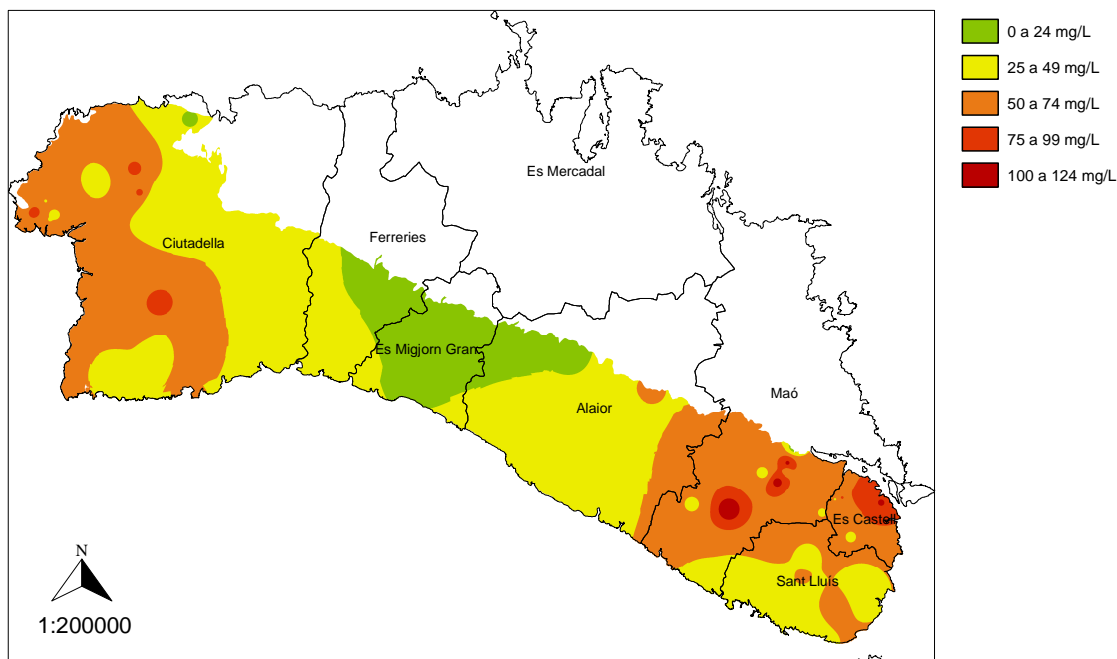 0 a 24 mg/L
25 a 49 mg/L
50 a 74 mg/L
75 a 99 mg/L
100 a 124 mg/L
Es Mercadal
Ferreries
Ciutadella
Es Migjorn Gran
Alaior
Maó
Es Castell
Sant Lluís
N
1:200000